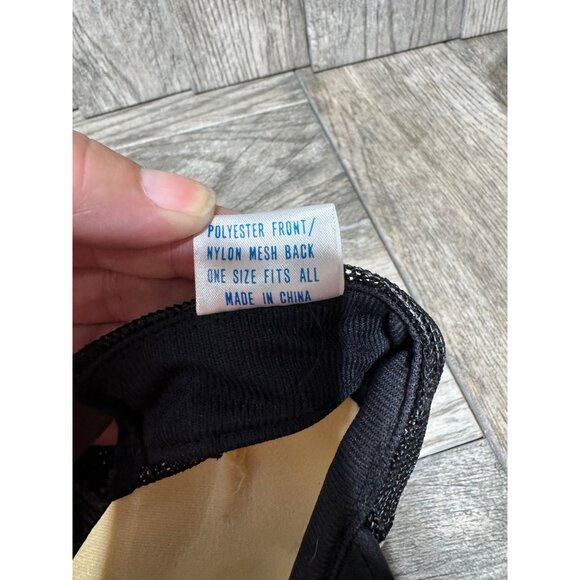 POLYESTER FRONT/
NYLON MESH BACK
ONE SIZE FITS ALL
MADE IN CHINA